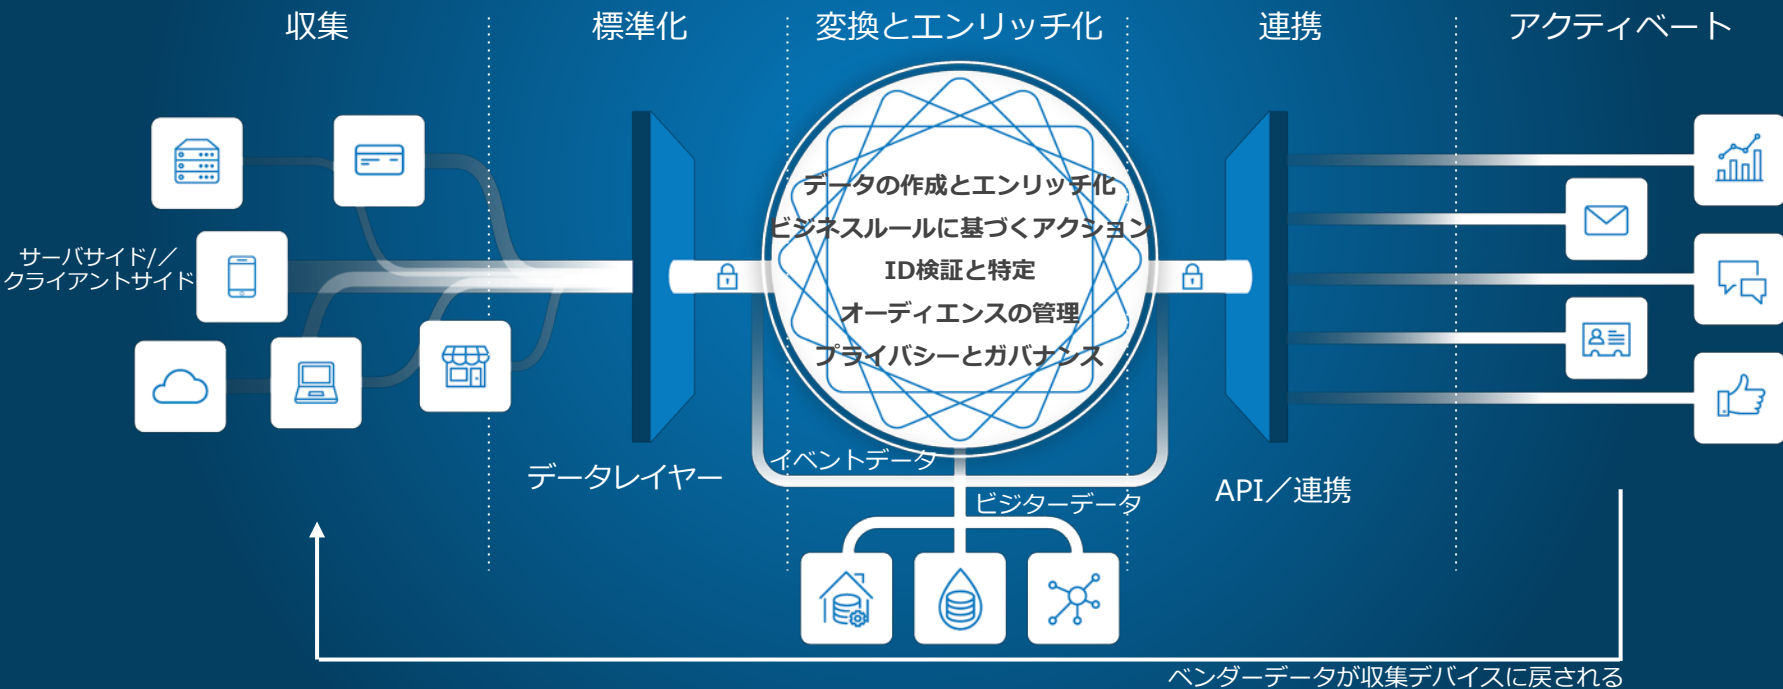 収集
標準化
変換とエンリッチ化
連携
アクティベート
サーバサイド/／
クライアントサイド
データの作成とエンリッチ化
ビジネスルールに基づくアクション
ID検証と特定
オーディエンスの管理
プライバシーとガバナンス
データレイヤー
イベントデータ
ビジターデータ
API／連携
ベンダーデータが収集デバイスに戻される